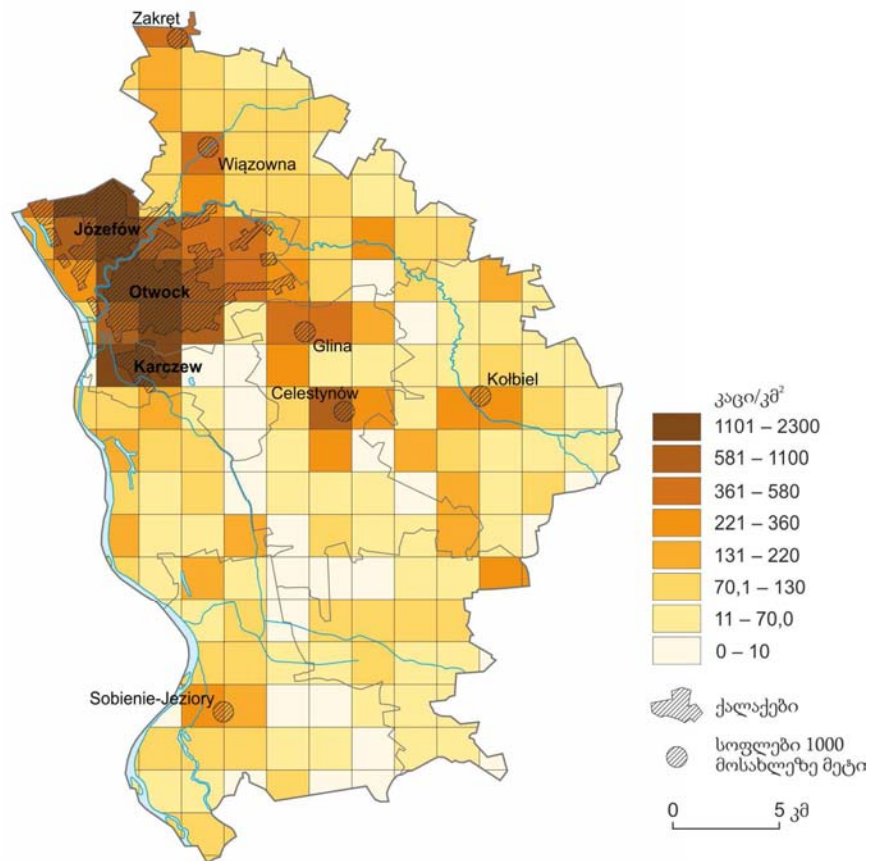 Zakręt
Wiązowna
Józefów
Otwock
Glina
Karczew
Celestynów
Kołbiel
Sobienie-Jeziory
კაცი/კმ²
1101 – 2300
581 – 1100
361 – 580
221 – 360
131 – 220
70,1 – 130
11 – 70,0
0 – 10
ქალაქები
სოფლები 1000
მოსახლეზე მეტი
0 5 კმ